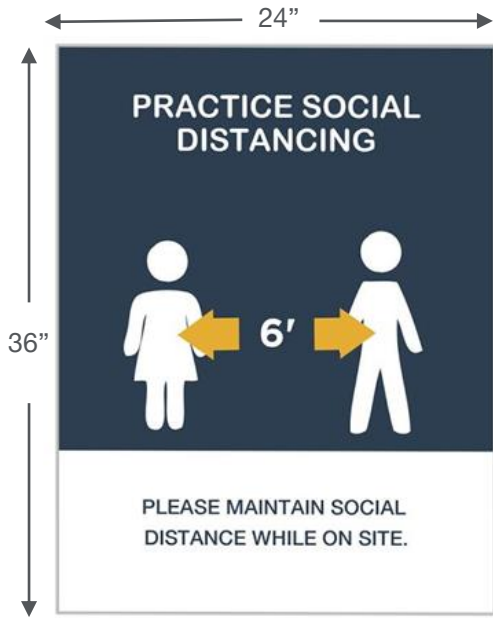 24”
PRACTICE SOCIAL
DISTANCING
6'
36”
PLEASE MAINTAIN SOCIAL
DISTANCE WHILE ON SITE.